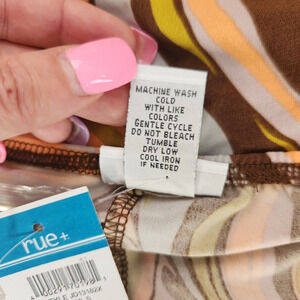 MACHINE WASH
COLD
WITH LIKE
COLORS
GENTLE CYCLE
DO NOT BLEACH
TUMBLE
DRY LOW
COOL IRON
IF NEEDED
rue+